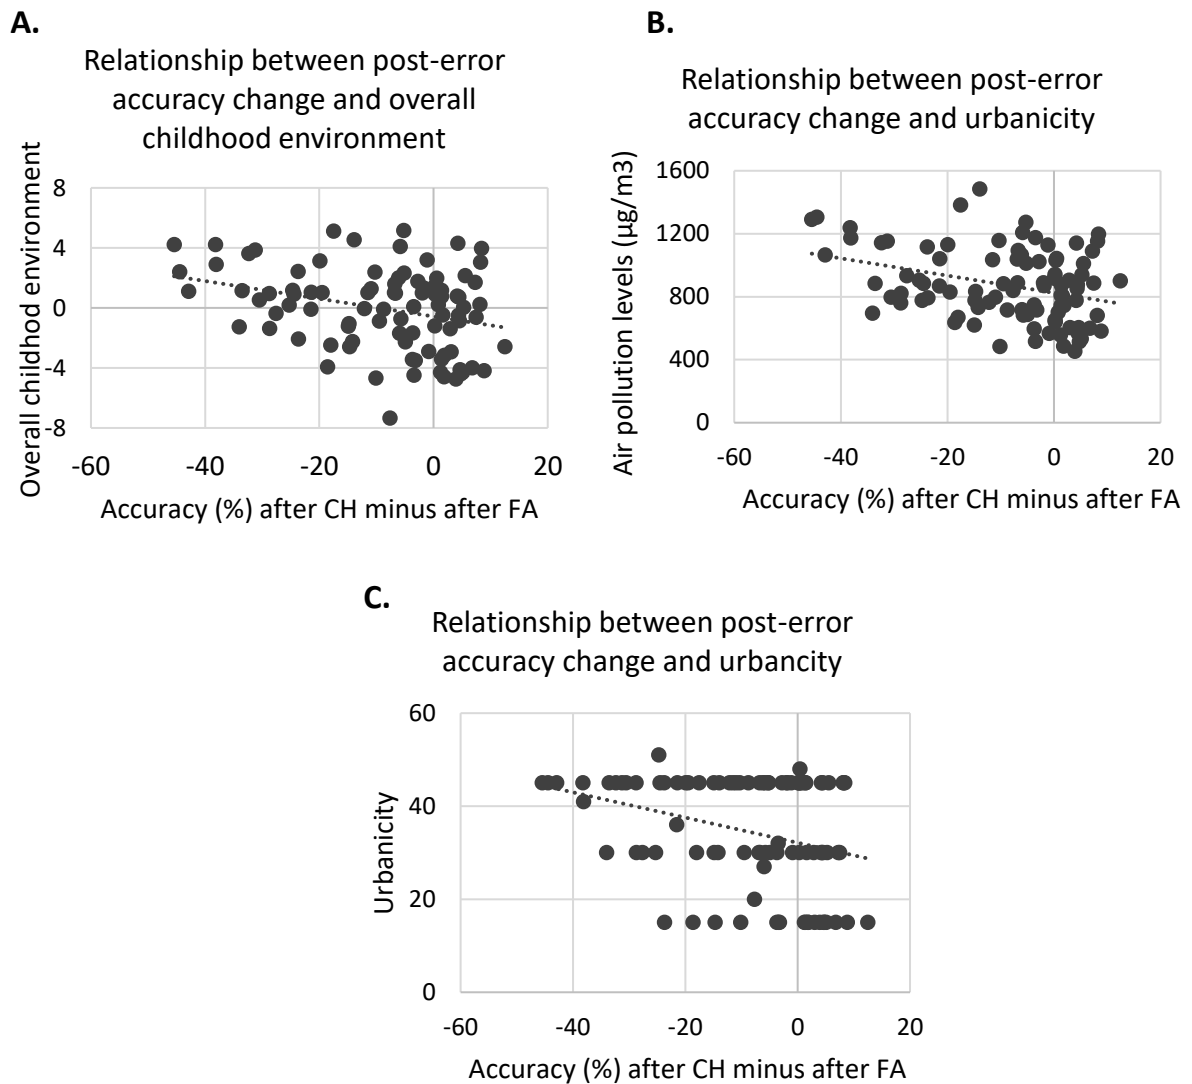 A.
Relationship between post-error
accuracy change and overall
childhood environment
Overall childhod environment
8
4
0
-4
-8
-60
-40
-20
0
20
Accuracy (%) after CH minus after FA
B.
Relationship between post-error
accuracy change and urbanicity
Air pollution levels (µg/m3)
1600
1200
800
400
0
-60
-40
-20
0
20
Accuracy (%) after CH minus after FA
C.
Relationship between post-error
accuracy change and urbancity
Urbanicity
60
40
20
0
-60
-40
-20
0
20
Accuracy (%) after CH minus after FA